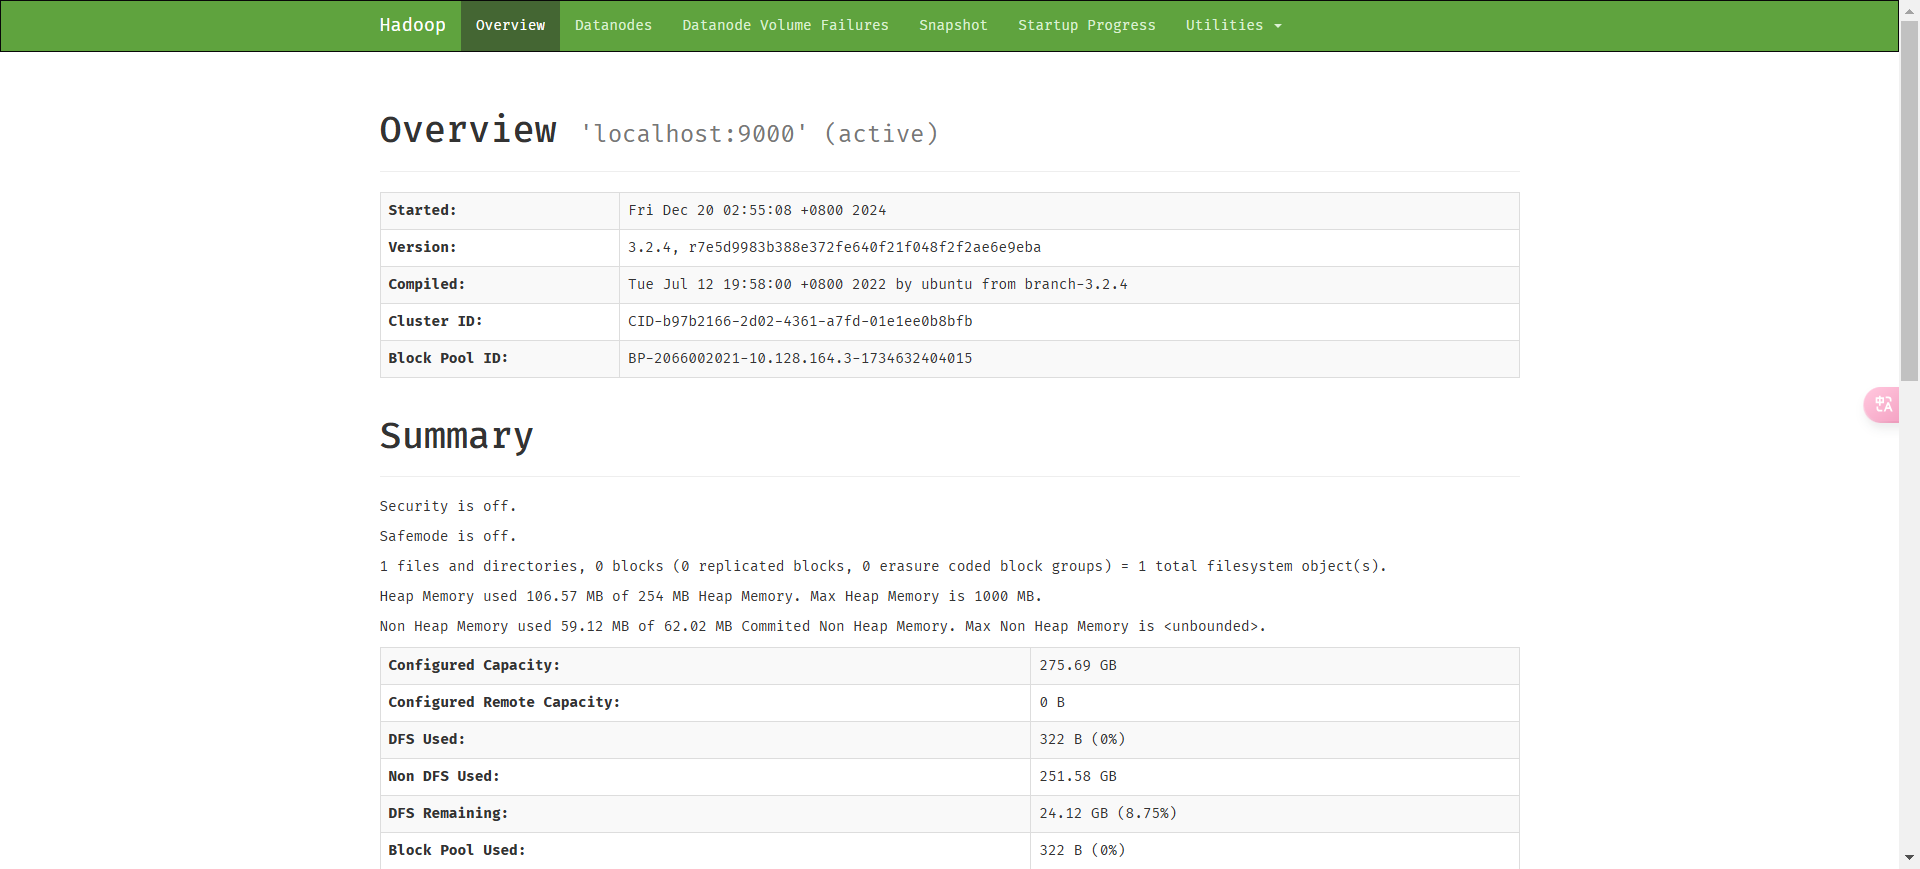 Hadoop Overview Datanodes Datanode Volume Failures Snapshot Startup Progress Utilities
Overview 'localhost:9000' (active)
Started: Fri Dec 20 02:55:08 +0800 2024
Version: 3.2.4, r7e5d9983b388e372fe640f21f048f2f2ae6e9eba
Compiled: Tue Jul 12 19:58:00 +0800 2022 by ubuntu from branch-3.2.4
Cluster ID: CID-b97b2166-2d02-4361-a7fd-01e1ee0b8bfb
Block Pool ID: BP-2066002021-10.128.164.3-1734632404015
Summary
Security is off.
Safemode is off.
1 files and directories, 0 blocks (0 replicated blocks, 0 erasure coded block groups) = 1 total filesystem object(s).
Heap Memory used 106.57 MB of 254 MB Heap Memory. Max Heap Memory is 1000 MB.
Non Heap Memory used 59.12 MB of 62.02 MB Commited Non Heap Memory. Max Non Heap Memory is <unbounded>.
Configured Capacity: 275.69 GB
Configured Remote Capacity: 0 B
DFS Used: 322 B (0%)
Non DFS Used: 251.58 GB
DFS Remaining: 24.12 GB (8.75%)
Block Pool Used: 322 B (0%)